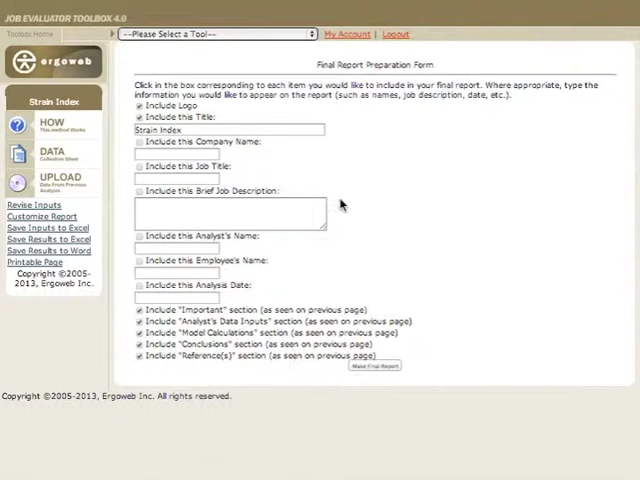 JOB EVALUATOR TOOLBOX 4.0
Toolbox Home
--Please Select a Tool--
My Account
Logout
ergoweb
Strain Index
HOW
This method Works
DATA
Collection Sheet
UPLOAD
Data From Previous
Analysis
Revise Inputs
Customize Report
Save Inputs to Excel
Save Results to Excel
Save Results to Word
Printable Page
Copyright ©2005-
2013, Ergoweb Inc.
Final Report Preparation Form
Click in the box corresponding to each item you would like to include in your final report. Where appropriate, type the
information you would like to appear on the report (such as names, job description, date, etc.).
Include Logo
Include this Title:
Strain Index
Include this Company Name:
Include this Job Title:
Include this Brief Job Description:
Include this Analyst's Name:
Include this Employee's Name:
Include this Analysis Date:
Include "Important" section (as seen on previous page)
Include "Analyst's Data Inputs" section (as seen on previous page)
Include "Model Calculations" section (as seen on previous page)
Include "Conclusions" section (as seen on previous page)
Include "Reference(s)" section (as seen on previous page)
Make Final Report
Copyright ©2005-2013, Ergoweb Inc. All rights reserved.